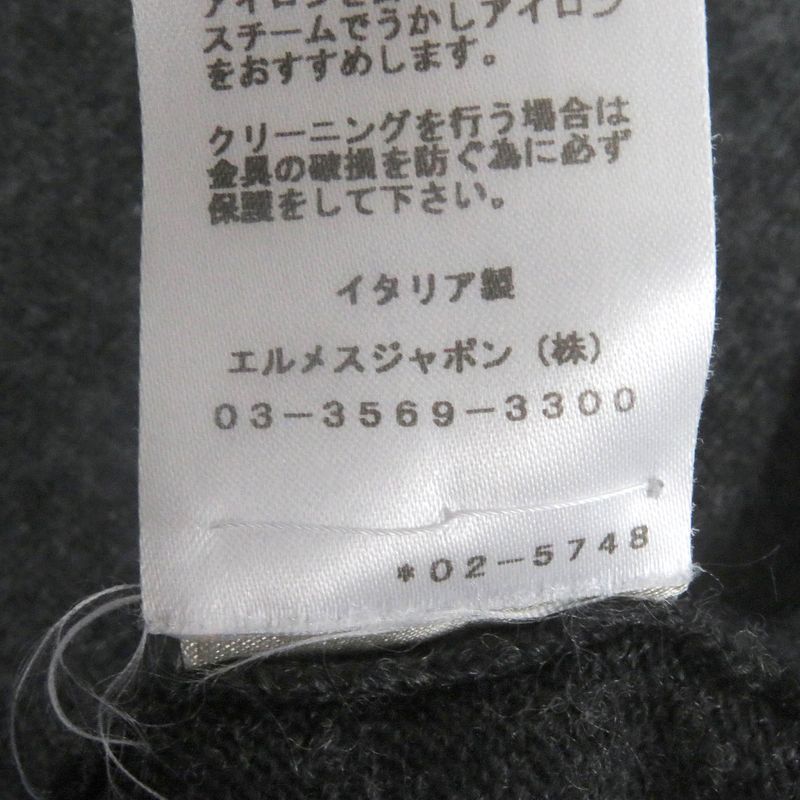 スチームでうかしアイロン
をおすすめします。
クリーニングを行う場合は
金具の破損を防ぐ為に必ず
保護をして下さい。
イタリア製
エルメスジャポン（株）
03-3569-3300
*02-5748